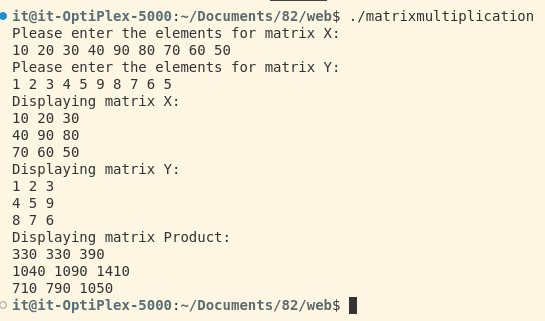 it@it-OptiPlex-5000:~/Documents/82/web$ ./matrixmultiplication
Please enter the elements for matrix X:
10 20 30 40 90 80 70 60 50
Please enter the elements for matrix Y:
1 2 3 4 5 9 8 7 6 5
Displaying matrix X:
10 20 30
40 90 80
70 60 50
Displaying matrix Y:
1 2 3
4 5 9
8 7 6
Displaying matrix Product:
330 330 390
1040 1090 1410
710 790 1050
it@it-OptiPlex-5000:~/Documents/82/web$